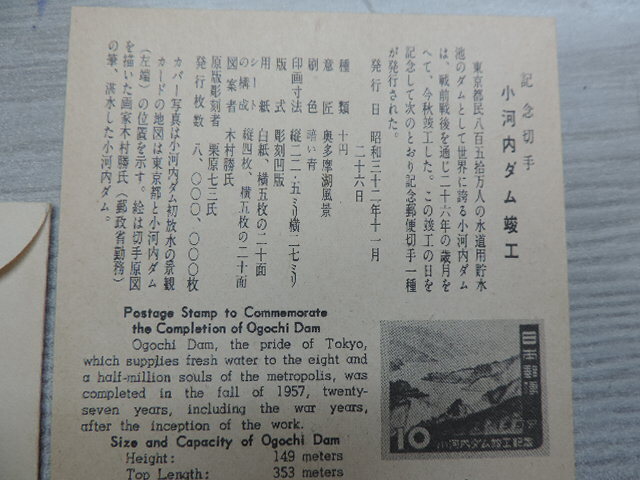 記念切手
小河内ダム竣工
東京都民八百五拾万人の水道用貯水
池のダムとして世界に誇る小河内ダム
は、戦前戦後を通じ二十六年の歳月を
へて、今秋竣工した。この竣工の日を
記念して次のとおり記念郵便切手一種
が発行された。
発行日 昭和三十二年十一月
二十六日
種類 十円
意匠 奥多摩湖風景
刷色 暗い青
印画寸法 縦二二・五ミリ横二七ミリ
版式 彫刻凹版
用紙 白紙、横五枚の二十面
シートの構成 縦四枚、横五枚の二十面
図案者 木村勝氏
原版彫刻者 栗原七三氏
発行枚数 八、〇〇〇、〇〇〇枚
カバー写真は小河内ダム初放水の景観
カードの地図は東京都と小河内ダム
(左端)の位置を示す。絵は切手原図
を描いた画家木村勝氏(郵政省勤務)
の筆、湛水した小河内ダム。
Postage Stamp to Commemorate
the Completion of Ogochi Dam
Ogochi Dam, the pride of Tokyo,
which supplies fresh water to the eight and
a half-million souls of the metropolis, was
completed in the fall of 1957, twenty-
seven years, including the war years,
after the inception of the work.
Size and Capacity of Ogochi Dam
Height: 149 meters
Top Length: 353 meters
日本郵便
10
小河内ダム竣工記念